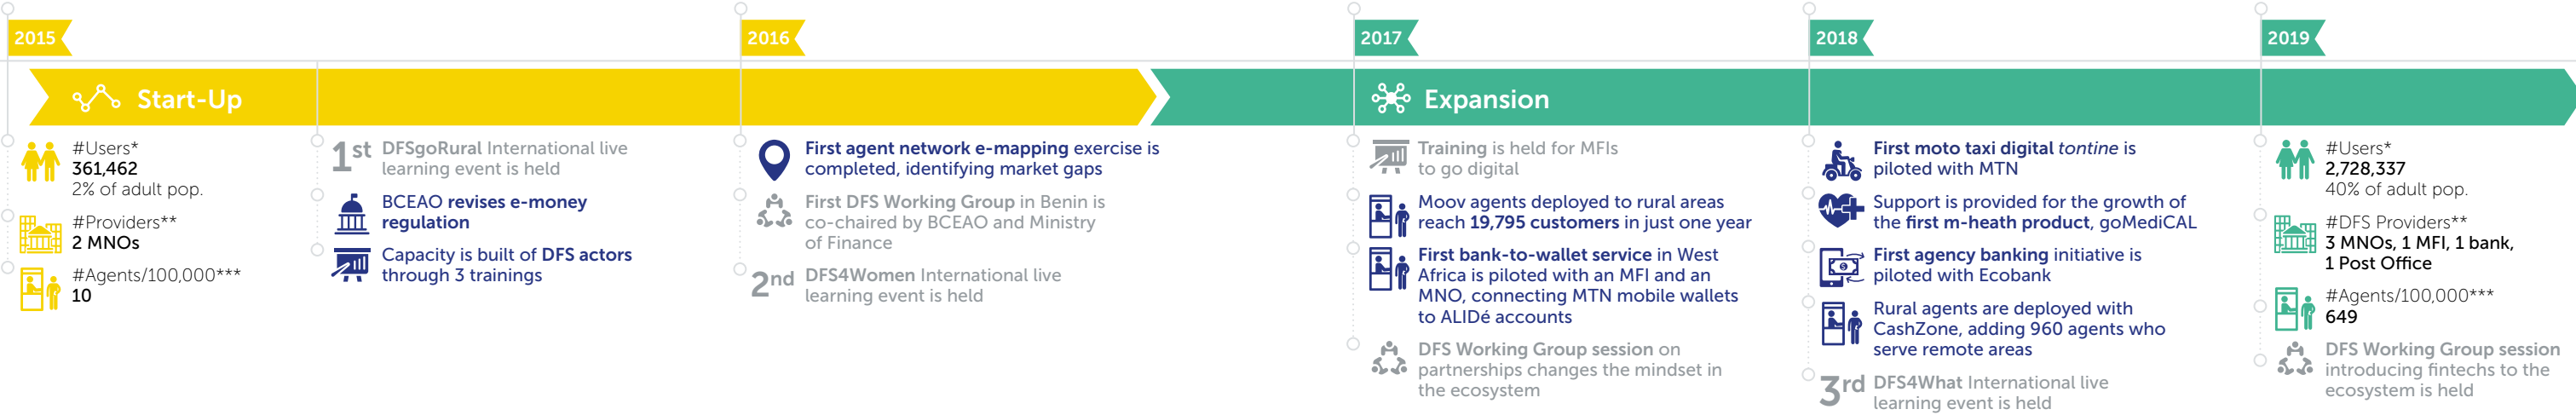 2015
2016
2017
2018
2019
Start-Up
Expansion
#Users*
361,462
2% of adult pop.
#Providers**
2 MNOs
#Agents/100,000***
10
1st DFSgoRural International live
learning event is held
BCEAO revises e-money
regulation
Capacity is built of DFS actors
through 3 trainings
First agent network e-mapping exercise is
completed, identifying market gaps
First DFS Working Group in Benin is
co-chaired by BCEAO and Ministry
of Finance
2nd DFS4Women International live
learning event is held
Training is held for MFIs
to go digital
Moov agents deployed to rural areas
reach 19,795 customers in just one year
First bank-to-wallet service in West
Africa is piloted with an MFI and an
MNO, connecting MTN mobile wallets
to ALIDé accounts
DFS Working Group session on
partnerships changes the mindset in
the ecosystem
First moto taxi digital tontine is
piloted with MTN
Support is provided for the growth of
the first m-heath product, goMediCAL
First agency banking initiative is
piloted with Ecobank
Rural agents are deployed with
CashZone, adding 960 agents who
serve remote areas
3rd DFS4What International live
learning event is held
#Users*
2,728,337
40% of adult pop.
#DFS Providers**
3 MNOs, 1 MFI, 1 bank,
1 Post Office
#Agents/100,000***
649
DFS Working Group session
introducing fintechs to the
ecosystem is held